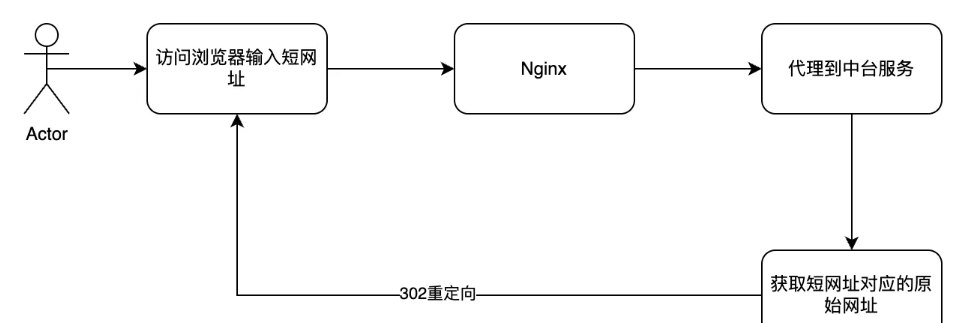 访问浏览器输入短网
址
Nginx
代理到中台服务
Actor
302重定向
获取短网址对应的原
始网址